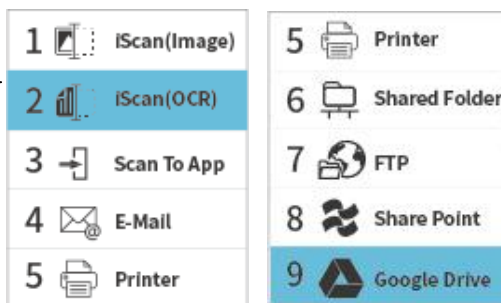 1 iScan(Image)
2 iScan(OCR)
3 Scan To App
4 E-Mail
5 Printer
5 Printer
6 Shared Folder
7 FTP
8 Share Point
9 Google Drive